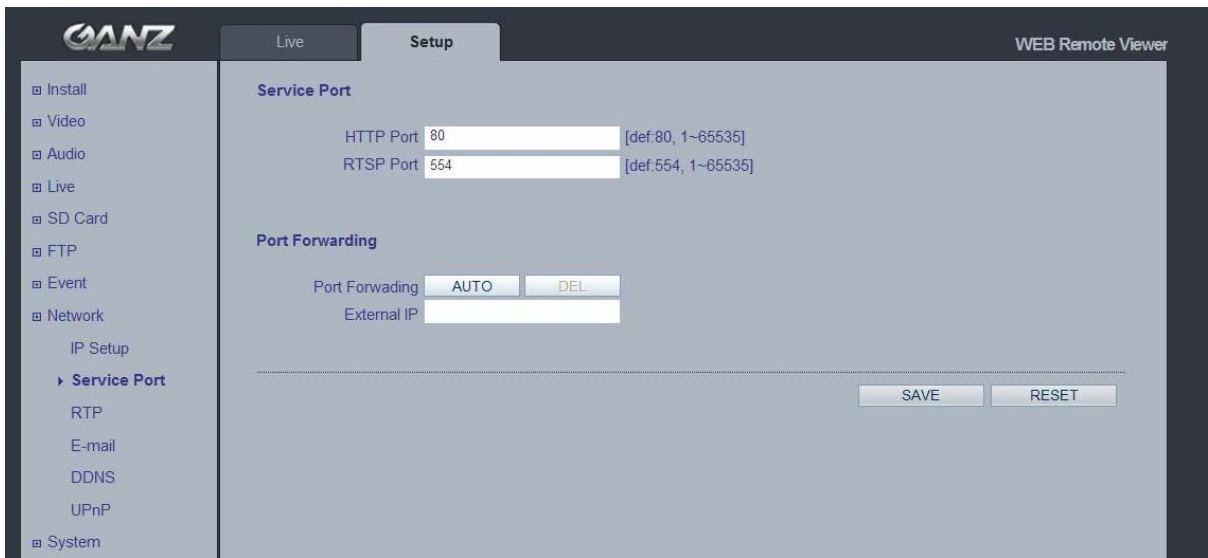 GANZ
Live
Setup
WEB Remote Viewer
Install
Video
Audio
Live
SD Card
FTP
Event
Network
IP Setup
Service Port
RTP
E-mail
DDNS
UPnP
System
Service Port
HTTP Port 80 [def:80, 1~65535]
RTSP Port 554 [def:554, 1~65535]
Port Forwarding
Port Forwading AUTO DEL
External IP
SAVE RESET